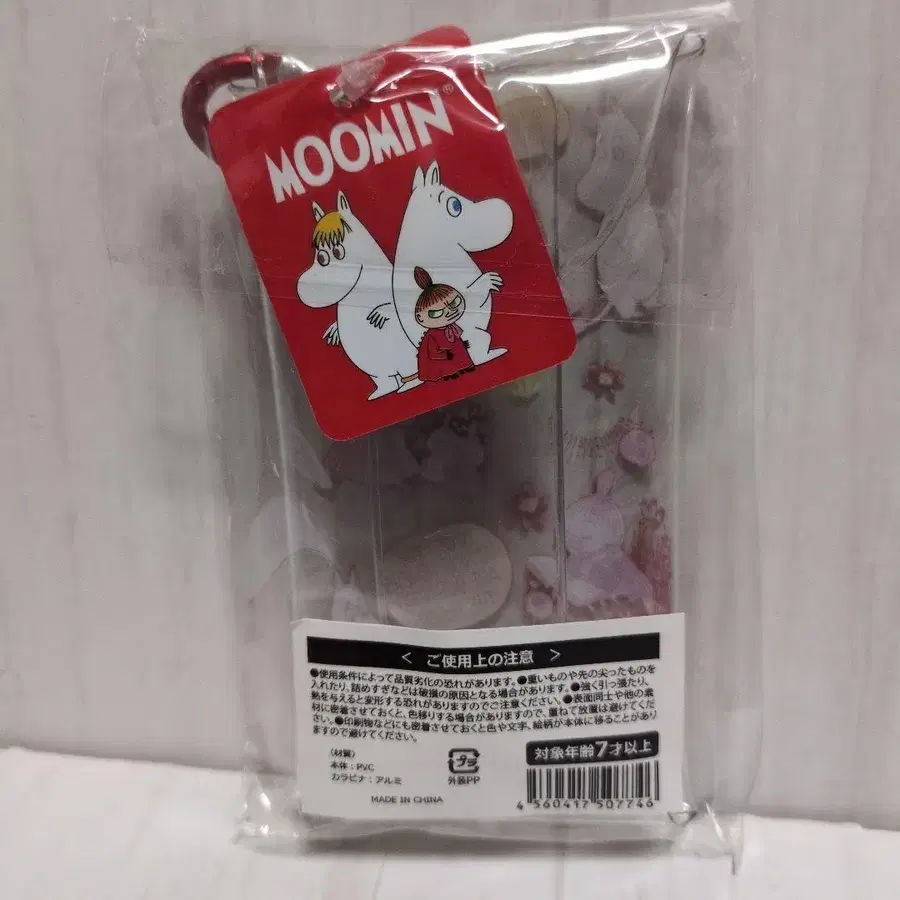 MOOMIN®
< ご使用上の注意 >
●使用条件によって品質劣化の恐れがあります。●重いものや先の尖ったものを
入れたり、詰めすぎなどは破損の原因となる場合があります。●強く引っ張たり、
熱を与えると変形する恐れがありますのでご注意ください。●表面同士や他の素
材に密着させておくと、色移りする場合がありますので、重ねて放置は避けてくだ
さい。●印刷物などにも密着させておくと色や文字、絵柄が本体に移ることがあり
ますので避けてください。
〈材質〉
本体：PVC
カラビナ：アルミ
MADE IN CHINA
プラ
外装PP
対象年齢7才以上
4 560417 507746